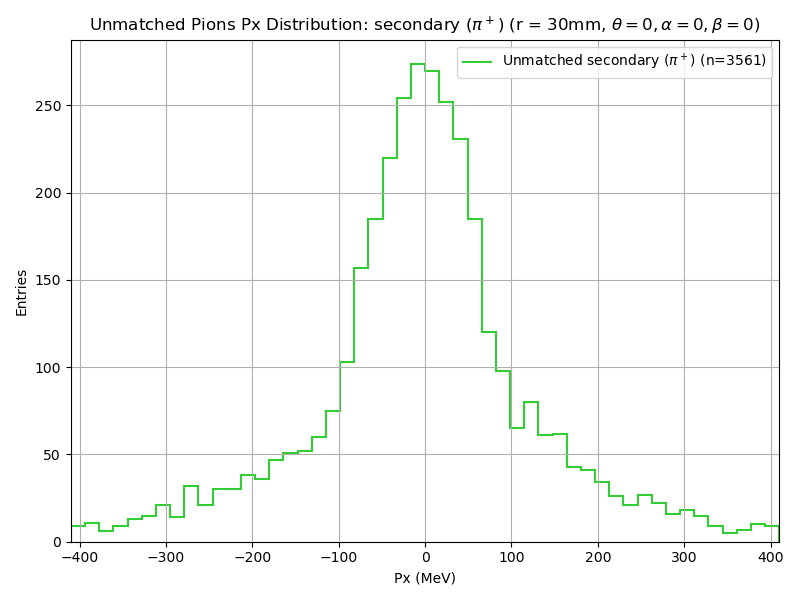 Unmatched Pions Px Distribution: secondary (π⁺) (r = 30mm, θ = 0, α = 0, β = 0)
Unmatched secondary (π⁺) (n=3561)
250
200
150
100
50
0
Entries
−400 −300 −200 −100 0 100 200 300 400
Px (MeV)